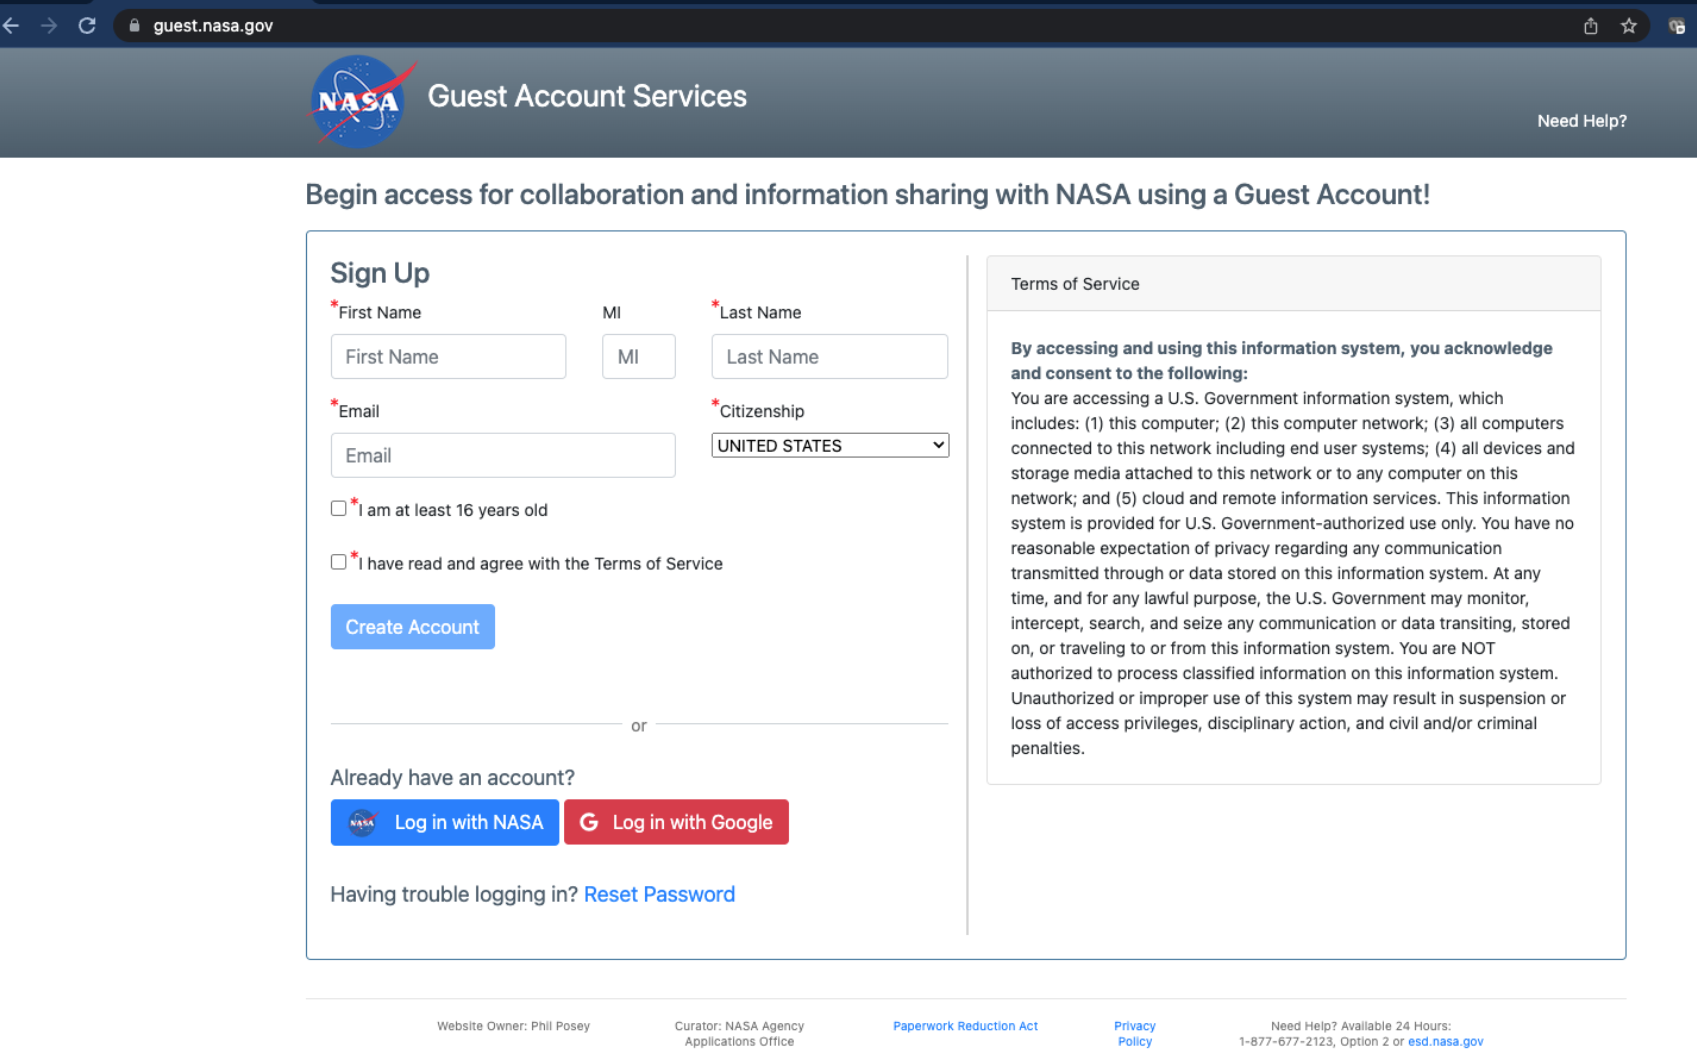 guest.nasa.gov
NASA
Guest Account Services
Need Help?
Begin access for collaboration and information sharing with NASA using a Guest Account!
Sign Up
*First Name
MI
*Last Name
First Name
MI
Last Name
*Email
*Citizenship
Email
UNITED STATES
*I am at least 16 years old
*I have read and agree with the Terms of Service
Create Account
or
Already have an account?
NASA Log in with NASA
G Log in with Google
Having trouble logging in? Reset Password
Terms of Service
By accessing and using this information system, you acknowledge
and consent to the following:
You are accessing a U.S. Government information system, which
includes: (1) this computer; (2) this computer network; (3) all computers
connected to this network including end user systems; (4) all devices and
storage media attached to this network or to any computer on this
network; and (5) cloud and remote information services. This information
system is provided for U.S. Government-authorized use only. You have no
reasonable expectation of privacy regarding any communication
transmitted through or data stored on this information system. At any
time, and for any lawful purpose, the U.S. Government may monitor,
intercept, search, and seize any communication or data transiting, stored
on, or traveling to or from this information system. You are NOT
authorized to process classified information on this information system.
Unauthorized or improper use of this system may result in suspension or
loss of access privileges, disciplinary action, and civil and/or criminal
penalties.
Website Owner: Phil Posey
Curator: NASA Agency
Applications Office
Paperwork Reduction Act
Privacy
Policy
Need Help? Available 24 Hours:
1-877-677-2123, Option 2 or esd.nasa.gov